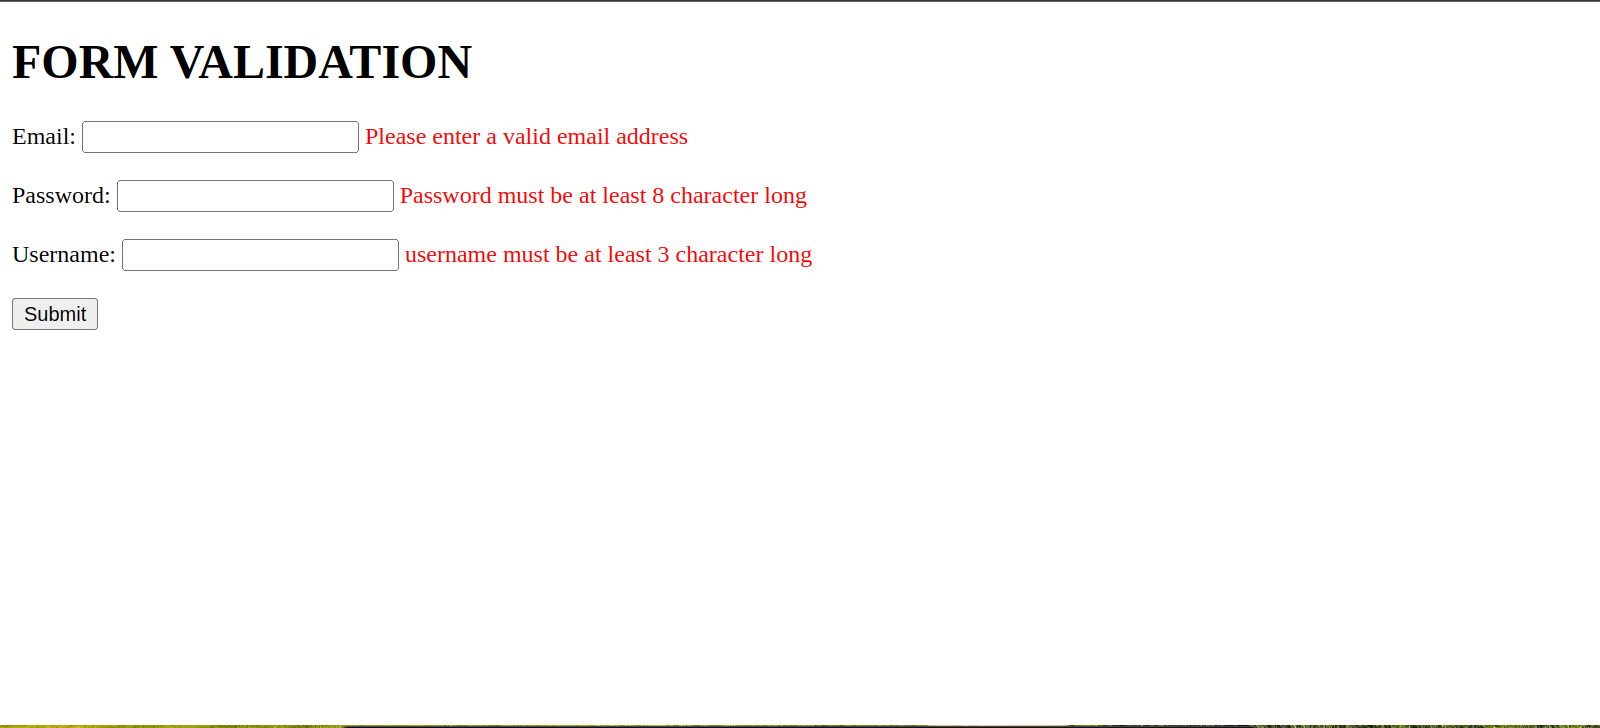 FORM VALIDATION
Email: Please enter a valid email address
Password: Password must be at least 8 character long
Username: username must be at least 3 character long
Submit